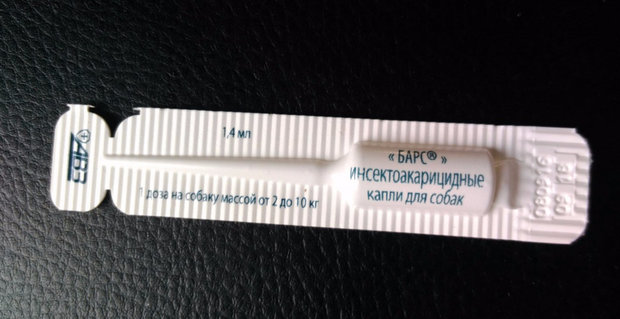 АВЗ
1,4 мл
« БАРС® »
инсектоакарицидные
капли для собак
1 доза на собаку массой от 2 до 10 кг